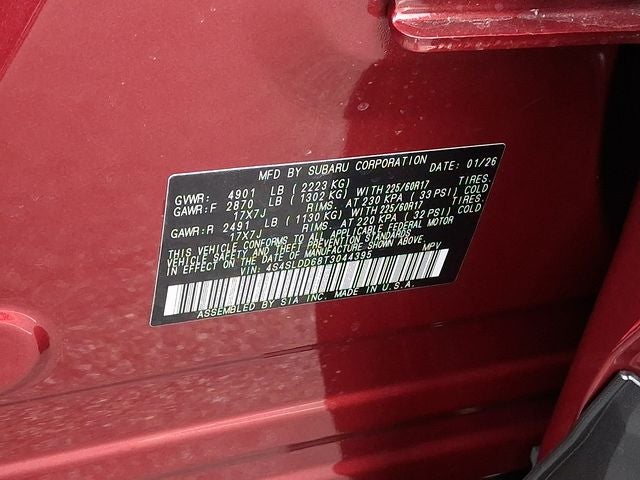 MFD BY SUBARU CORPORATION DATE: 01/26
GVWR: 4901 LB (2223 KG)
GAWR:F 2870 LB (1302 KG) WITH 225/60R17 TIRES.
17X7J RIMS. AT 230 KPA (33 PSI) COLD
GAWR:R 2491 LB (1130 KG) WITH 225/60R17 TIRES.
17X7J RIMS. AT 220 KPA (32 PSI) COLD
THIS VEHICLE CONFORMS TO ALL APPLICABLE FEDERAL MOTOR
VEHICLE SAFETY AND THEFT PREVENTION STANDARDS
IN EFFECT ON THE DATE OF MANUFACTURE SHOWN ABOVE.
VIN: 4S4SLDD68T3044395 MPV
ASSEMBLED BY SIA INC. MADE IN U.S.A.